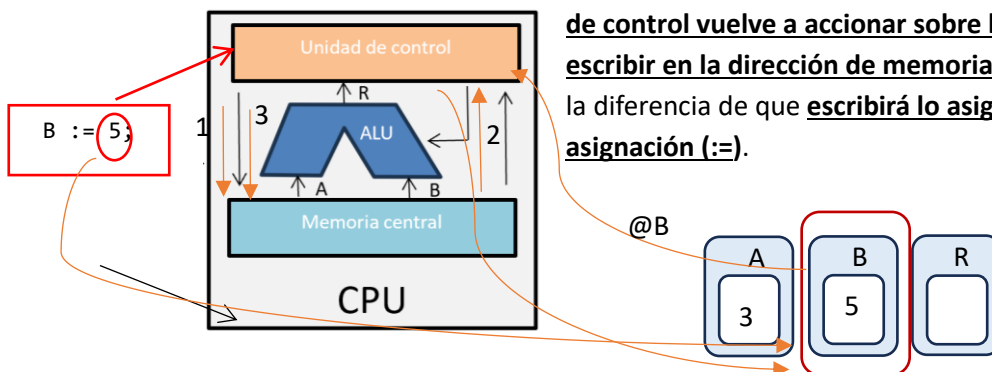 de control vuelve a accionar sobre
escribir en la dirección de memoria
la diferencia de que escribirá lo
asignación (:=).
B := 5;
Unidad de control
R
1
3
ALU
2
A
B
Memoria central
CPU
@B
A
B
R
3
5